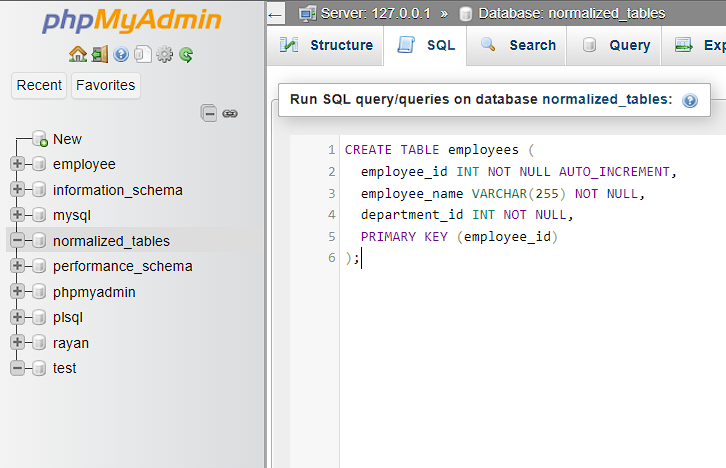 phpMyAdmin
Recent
Favorites
New
employee
information_schema
mysql
normalized_tables
performance_schema
phpmyadmin
plsql
rayan
test
Server: 127.0.0.1 » Database: normalized_tables
Structure
SQL
Search
Query
Exp
Run SQL query/queries on database normalized_tables:
1 CREATE TABLE employees (
2 employee_id INT NOT NULL AUTO_INCREMENT,
3 employee_name VARCHAR(255) NOT NULL,
4 department_id INT NOT NULL,
5 PRIMARY KEY (employee_id)
6 );